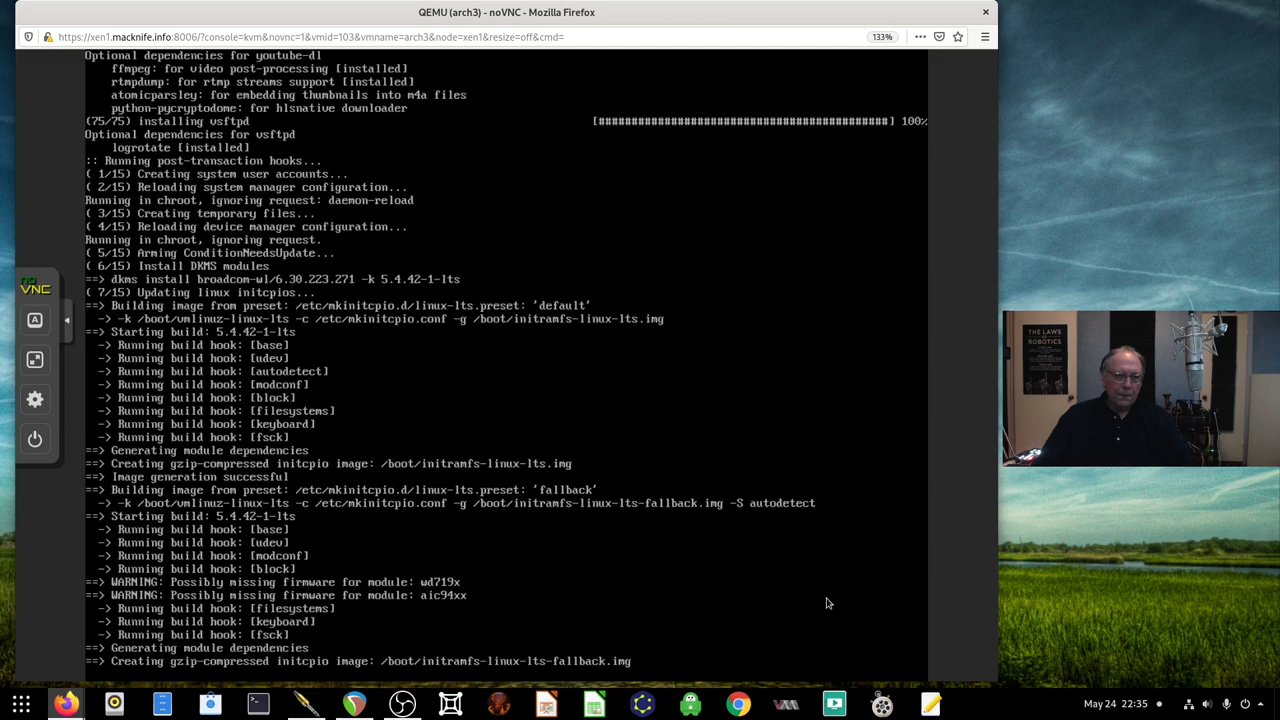 QEMU (arch3) - noVNC - Mozilla Firefox
https://xen1.macknife.info:8006/?console=kvm&novnc=1&vmid=103&vmname=arch3&node=xen1&resize=off&cmd=
133%
Optional dependencies for youtube-dl
ffmpeg: for video post-processing [installed]
rtmpdump: for rtmp streams support [installed]
atomicparsley: for embedding thumbnails into m4a files
python-pycryptodome: for hlsnative downloader
(75/75) installing vsftpd [############################################] 100%
Optional dependencies for vsftpd
logrotate [installed]
:: Running post-transaction hooks...
( 1/15) Creating system user accounts...
( 2/15) Reloading system manager configuration...
Running in chroot, ignoring request: daemon-reload
( 3/15) Creating temporary files...
( 4/15) Reloading device manager configuration...
Running in chroot, ignoring request.
( 5/15) Arming ConditionNeedsUpdate...
( 6/15) Install DKMS modules
==> dkms install broadcom-wl/6.30.223.271 -k 5.4.42-1-lts
( 7/15) Updating linux initcpios...
==> Building image from preset: /etc/mkinitcpio.d/linux-lts.preset: 'default'
-> -k /boot/vmlinuz-linux-lts -c /etc/mkinitcpio.conf -g /boot/initramfs-linux-lts.img
==> Starting build: 5.4.42-1-lts
-> Running build hook: [base]
-> Running build hook: [udev]
-> Running build hook: [autodetect]
-> Running build hook: [modconf]
-> Running build hook: [block]
-> Running build hook: [filesystems]
-> Running build hook: [keyboard]
-> Running build hook: [fsck]
==> Generating module dependencies
==> Creating gzip-compressed initcpio image: /boot/initramfs-linux-lts.img
==> Image generation successful
==> Building image from preset: /etc/mkinitcpio.d/linux-lts.preset: 'fallback'
-> -k /boot/vmlinuz-linux-lts -c /etc/mkinitcpio.conf -g /boot/initramfs-linux-lts-fallback.img -S autodetect
==> Starting build: 5.4.42-1-lts
-> Running build hook: [base]
-> Running build hook: [udev]
-> Running build hook: [modconf]
-> Running build hook: [block]
==> WARNING: Possibly missing firmware for module: wd719x
==> WARNING: Possibly missing firmware for module: aic94xx
-> Running build hook: [filesystems]
-> Running build hook: [keyboard]
-> Running build hook: [fsck]
==> Generating module dependencies
==> Creating gzip-compressed initcpio image: /boot/initramfs-linux-lts-fallback.img
no
VNC
A
THE LAWS
OF
ROBOTICS
May 24 22:35